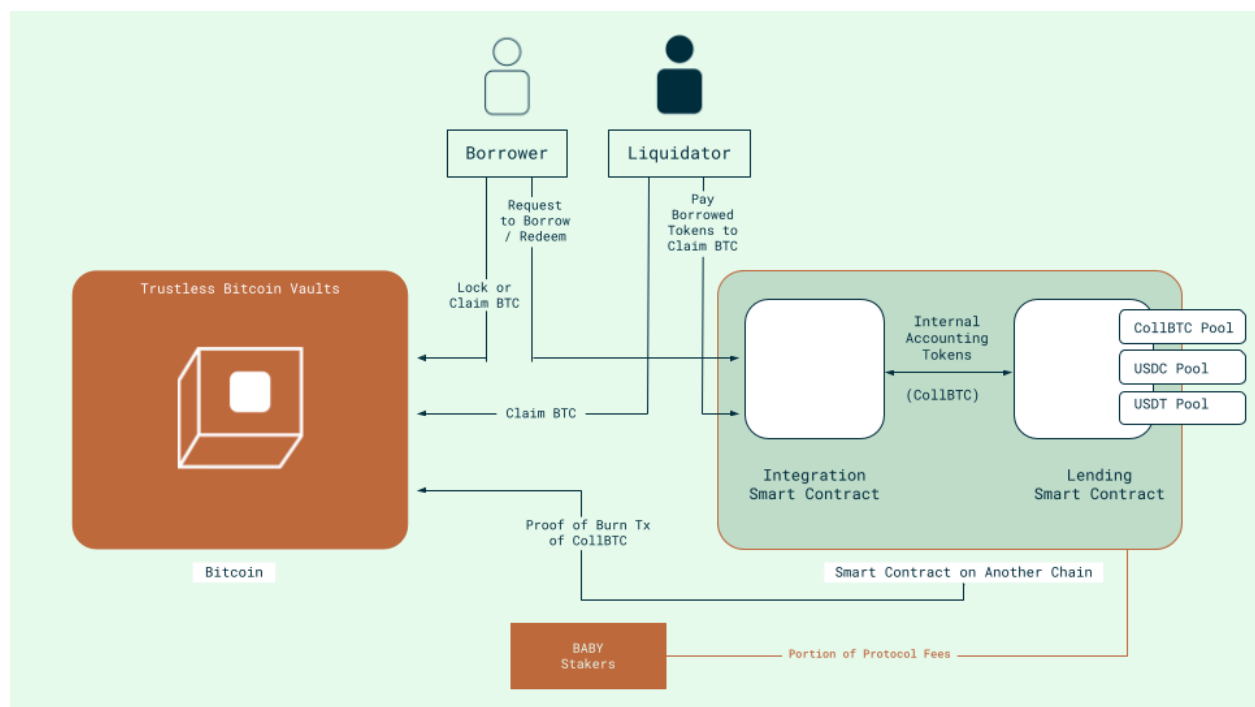 Borrower
Liquidator
Request
to Borrow
/ Redeem
Pay
Borrowed
Tokens to
Claim BTC
Trustless Bitcoin Vaults
Lock or
Claim BTC
Internal
Accounting
Tokens
(CollBTC)
CollBTC Pool
USDC Pool
USDT Pool
Claim BTC
Integration
Smart Contract
Lending
Smart Contract
Proof of Burn Tx
of CollBTC
Bitcoin
Smart Contract on Another Chain
BABY
Stakers
Portion of Protocol Fees